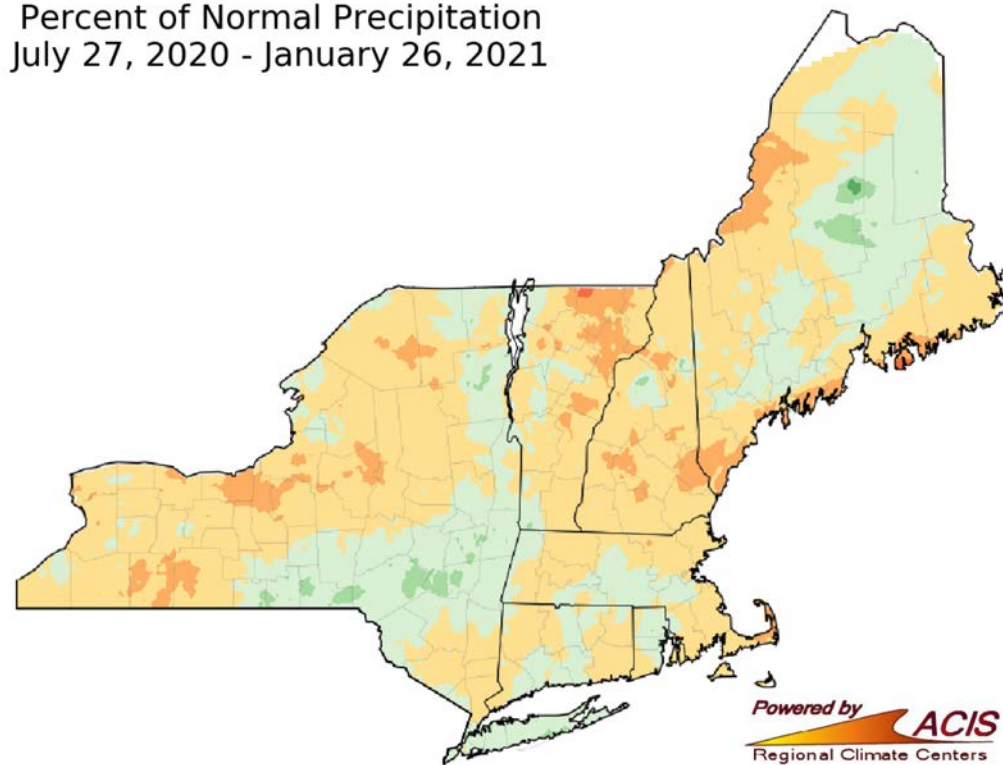 Percent of Normal Precipitation
July 27, 2020 - January 26, 2021
Powered by
ACIS
Regional Climate Centers